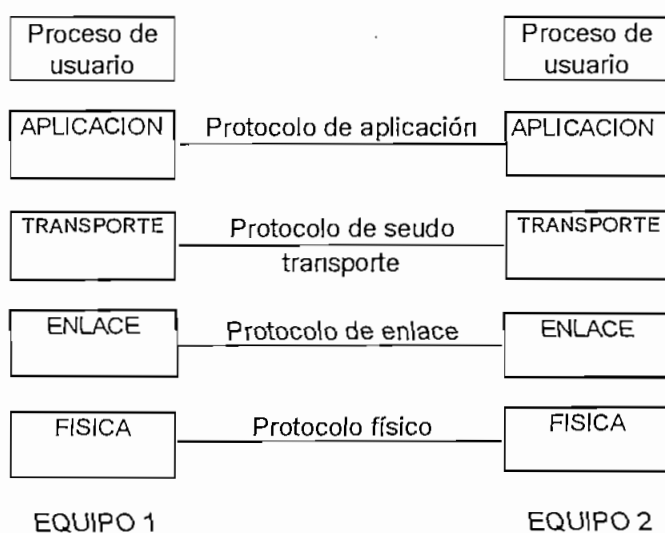 Proceso de
usuario
Proceso de
usuario
APLICACION
Protocolo de aplicación
APLICACION
TRANSPORTE
Protocolo de seudo
transporte
TRANSPORTE
ENLACE
Protocolo de enlace
ENLACE
FISICA
Protocolo físico
FISICA
EQUIPO 1
EQUIPO 2